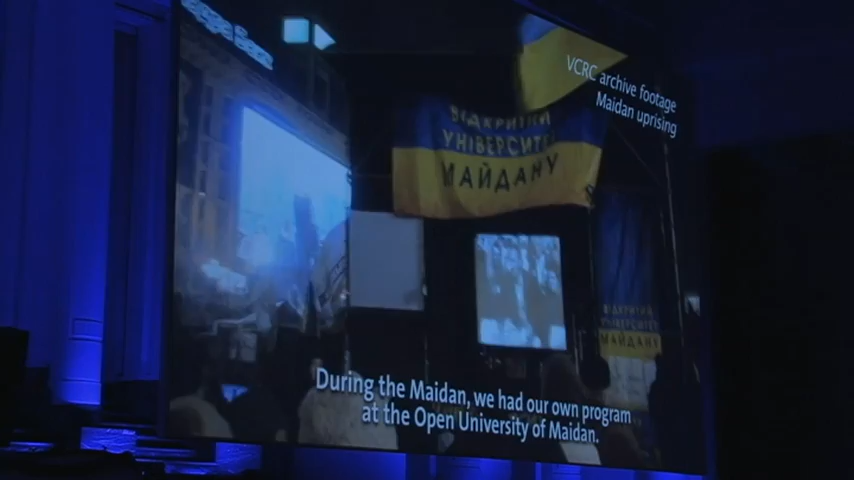 VCRC archive footage
Maidan uprising
ВІДКРИТИЙ
УНІВЕРСИТЕТ
МАЙДАНУ
ВІДКРИТИЙ
УНІВЕРСИТЕТ
МАЙДАНУ
During the Maidan, we had our own program
at the Open University of Maidan.